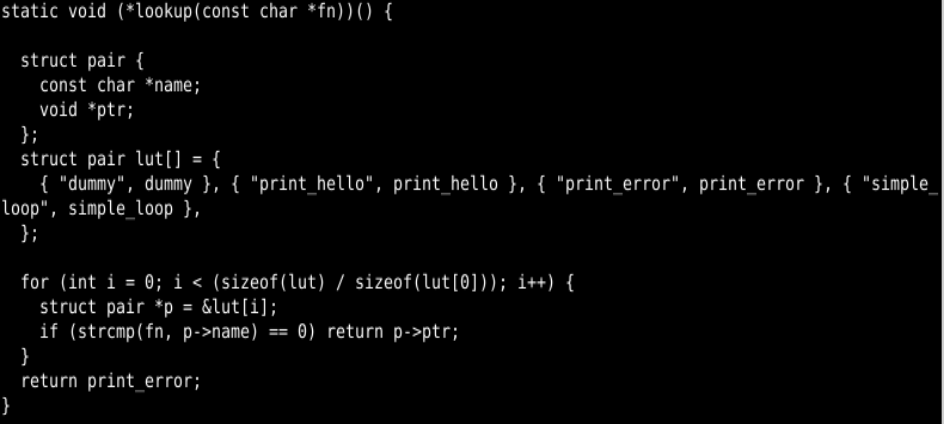 static void (*lookup(const char *fn))() {
  struct pair {
    const char *name;
    void *ptr;
  };
  struct pair lut[] = {
    { "dummy", dummy }, { "print_hello", print_hello }, { "print_error", print_error }, { "simple_
loop", simple_loop },
  };
  for (int i = 0; i < (sizeof(lut) / sizeof(lut[0])); i++) {
    struct pair *p = &lut[i];
    if (strcmp(fn, p->name) == 0) return p->ptr;
  }
  return print_error;
}